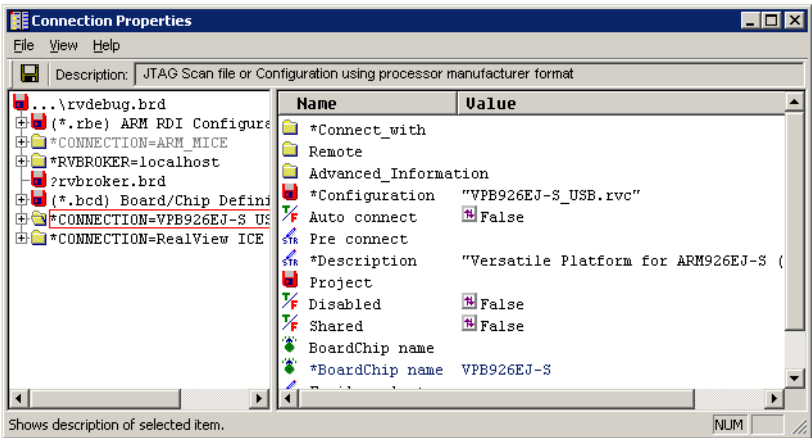 Connection Properties
File View Help
Description: JTAG Scan file or Configuration using processor manufacturer format
...\rvdebug.brd
(*.rbe) ARM RDI Configura
*CONNECTION=ARM_MICE
*RVBROKER=localhost
?rvbroker.brd
(*.bcd) Board/Chip Defini
*CONNECTION=VPB926EJ-S US
*CONNECTION=RealView ICE
Name Value
*Connect_with
Remote
Advanced_Information
*Configuration "VPB926EJ-S_USB.rvc"
T/F Auto connect False
STR Pre connect
STR *Description "Versatile Platform for ARM926EJ-S (
Project
T/F Disabled False
T/F Shared False
BoardChip name
*BoardChip name VPB926EJ-S
Shows description of selected item.
NUM